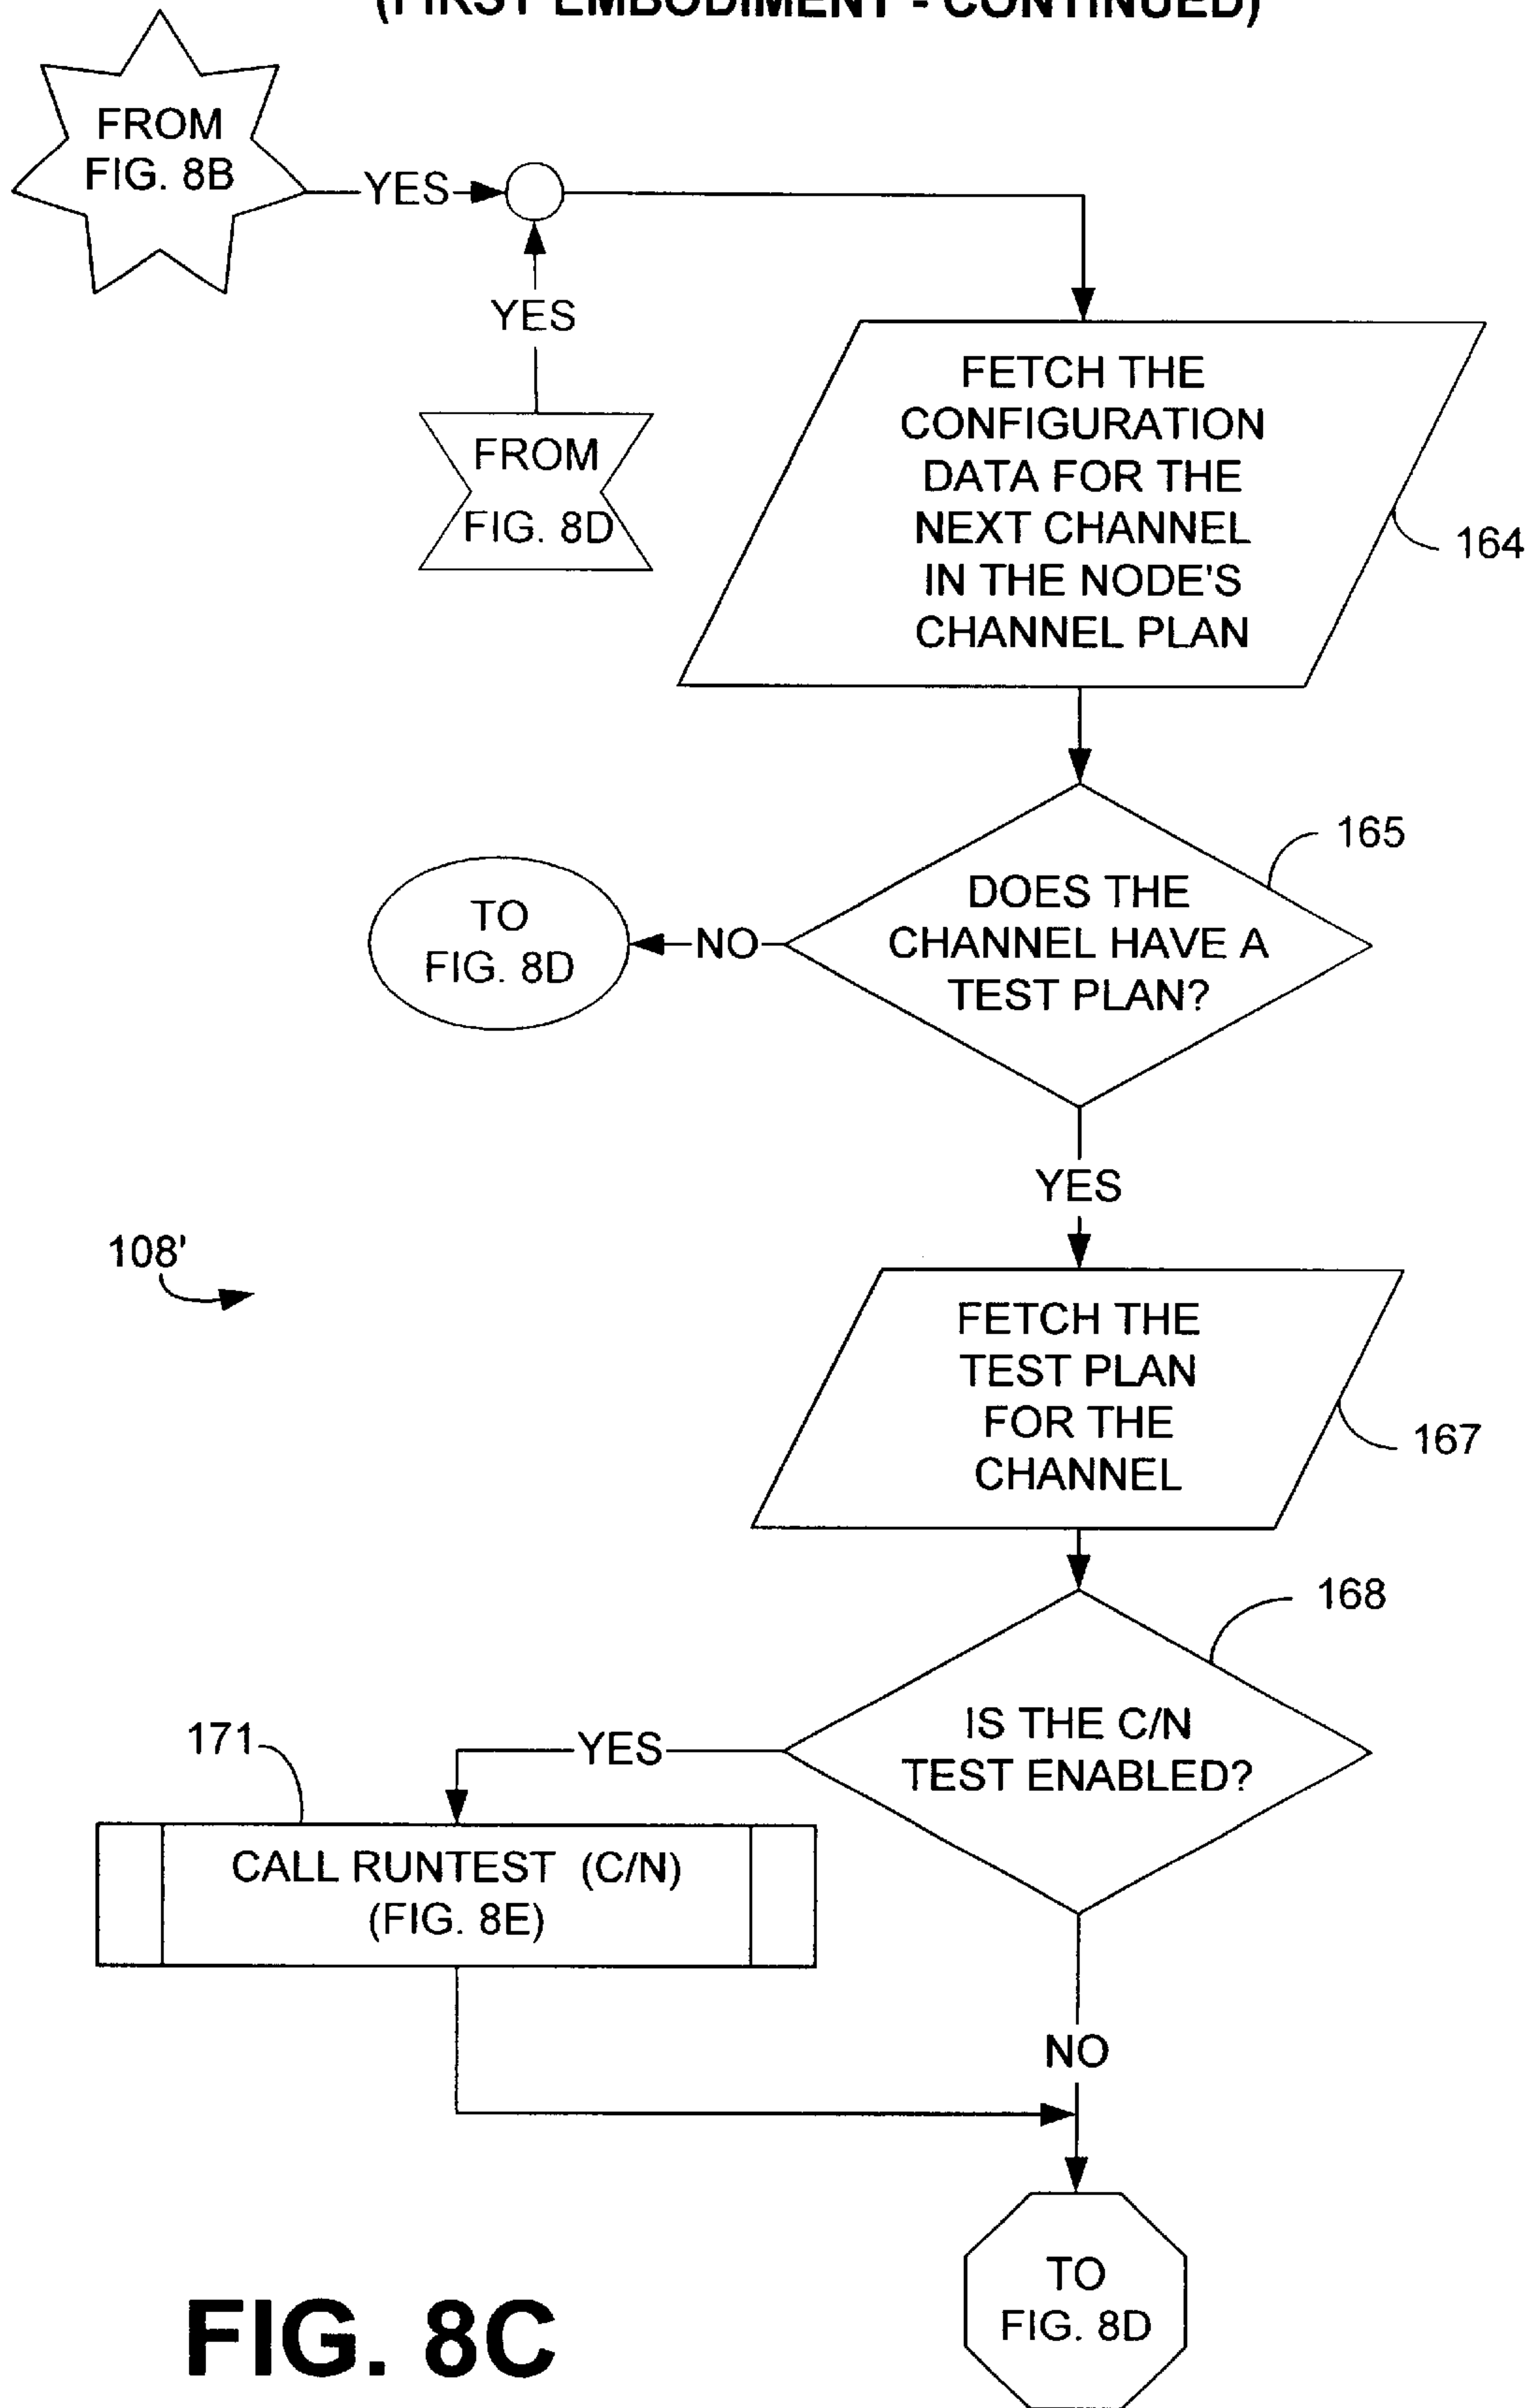 (FIRST EMBODIMENT - CONTINUED)
FROM
FIG. 8B
YES
YES
FROM
FIG. 8D
FETCH THE
CONFIGURATION
DATA FOR THE
NEXT CHANNEL
IN THE NODE'S
CHANNEL PLAN
164
165
DOES THE
CHANNEL HAVE A
TEST PLAN?
NO
TO
FIG. 8D
YES
108'
FETCH THE
TEST PLAN
FOR THE
CHANNEL
167
168
IS THE C/N
TEST ENABLED?
YES
171
CALL RUNTEST (C/N)
(FIG. 8E)
NO
TO
FIG. 8D
FIG. 8C